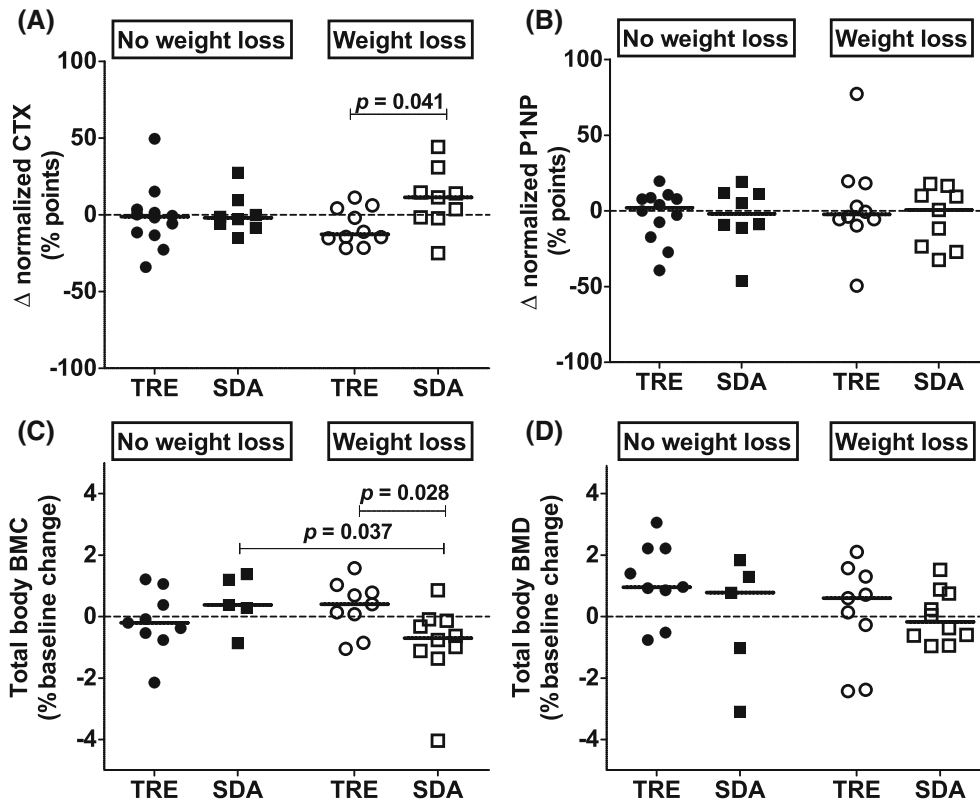 (A)
No weight loss
Weight loss
100
50
0
-50
-100
Δ normalized CTX
(% points)
p = 0.041
TRE
SDA
TRE
SDA
(B)
No weight loss
Weight loss
100
50
0
-50
-100
Δ normalized P1NP
(% points)
TRE
SDA
TRE
SDA
(C)
No weight loss
Weight loss
4
2
0
-2
-4
Total body BMC
(% baseline change)
p = 0.028
p = 0.037
TRE
SDA
TRE
SDA
(D)
No weight loss
Weight loss
4
2
0
-2
-4
Total body BMD
(% baseline change)
TRE
SDA
TRE
SDA